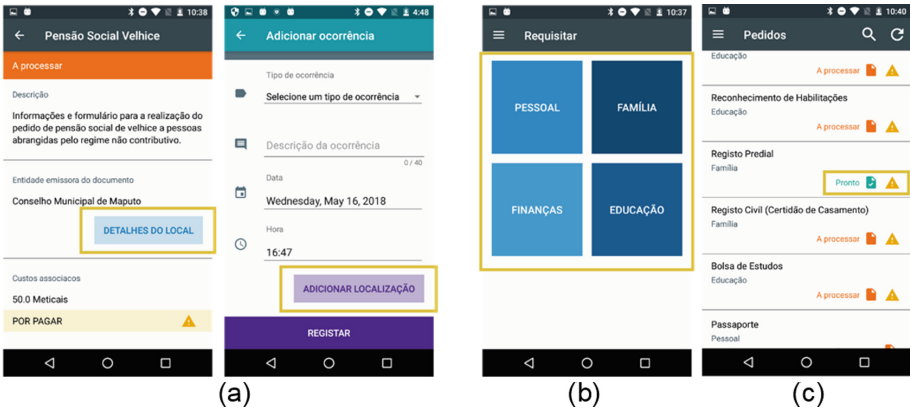 10:38
Pensão Social Velhice
A processar
Descrição
Informações e formulário para a realização do
pedido de pensão social de velhice a pessoas
abrangidas pelo regime não contributivo.
Entidade emissora do documento
Conselho Municipal de Maputo
DETALHES DO LOCAL
Custos associacos
50.0 Meticais
POR PAGAR
4:48
Adicionar ocorrência
Tipo de ocorrência
Selecione um tipo de ocorrência
Descrição da ocorrência
0 / 40
Data
Wednesday, May 16, 2018
Hora
16:47
ADICIONAR LOCALIZAÇÃO
REGISTAR
(a)
10:37
Requisitar
PESSOAL
FAMÍLIA
FINANÇAS
EDUCAÇÃO
(b)
10:40
Pedidos
Educação
A processar
Reconhecimento de Habilitações
Educação
A processar
Registo Predial
Família
Pronto
Registo Civil (Certidão de Casamento)
Família
A processar
Bolsa de Estudos
Educação
A processar
Passaporte
Pessoal
(c)